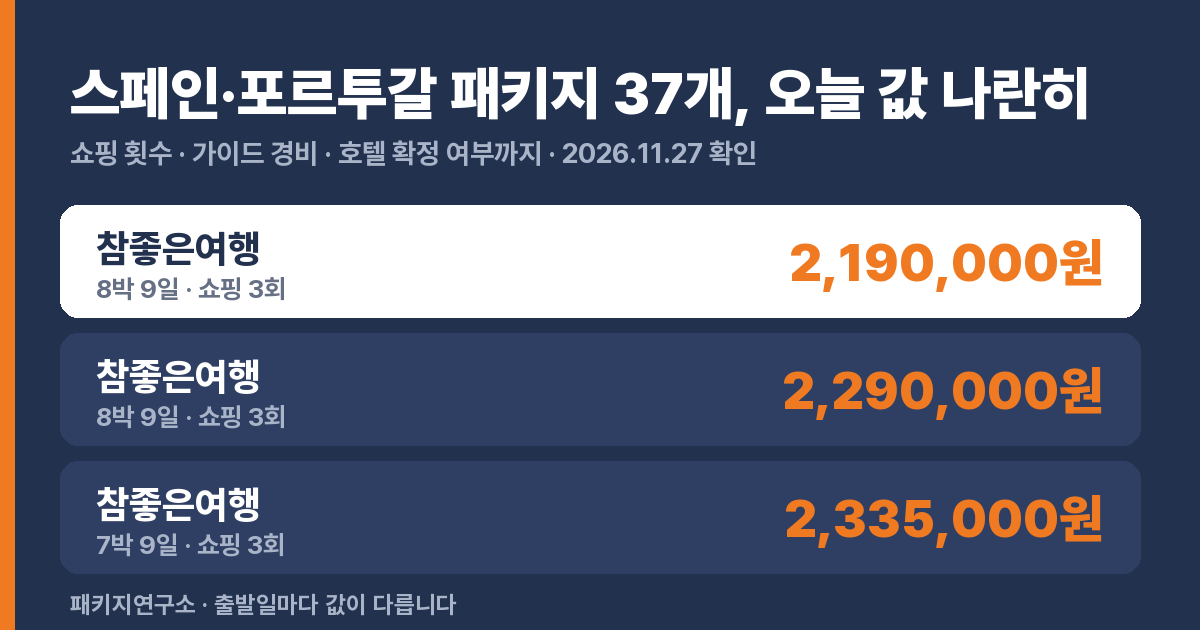 스페인·포르투갈 패키지 37개, 오늘 값 나란히
쇼핑 횟수 · 가이드 경비 · 호텔 확정 여부까지 · 2026.11.27 확인
참좋은여행
2,190,000원
8박 9일 · 쇼핑 3회
참좋은여행
2,290,000원
8박 9일 · 쇼핑 3회
참좋은여행
2,335,000원
7박 9일 · 쇼핑 3회
패키지연구소 · 출발일마다 값이 다릅니다